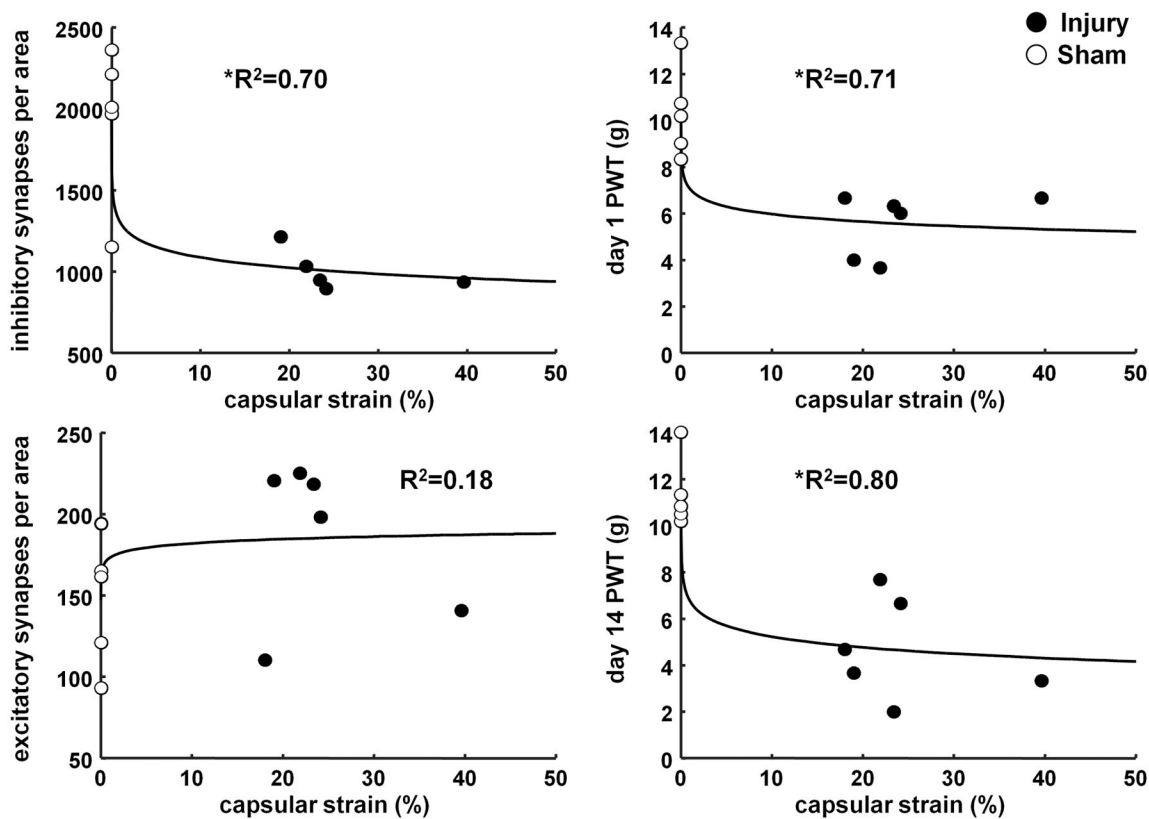 Injury
Sham
inhibitory synapses per area
2500
2000
1500
1000
500
*R²=0.70
0 10 20 30 40 50
capsular strain (%)
day 1 PWT (g)
14
12
10
8
6
4
2
0
*R²=0.71
0 10 20 30 40 50
capsular strain (%)
excitatory synapses per area
250
200
150
100
50
R²=0.18
0 10 20 30 40 50
capsular strain (%)
day 14 PWT (g)
14
12
10
8
6
4
2
0
*R²=0.80
0 10 20 30 40 50
capsular strain (%)